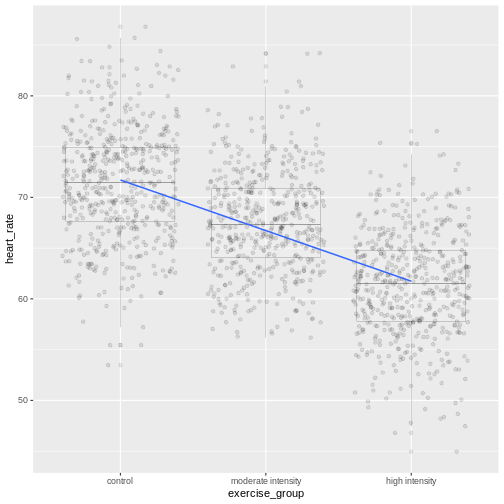 80
70
60
50
heart_rate
control
moderate intensity
high intensity
exercise_group